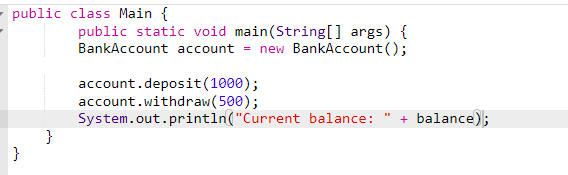 public class Main {
public static void main(String[] args) {
BankAccount account = new BankAccount();
account.deposit(1000);
account.withdraw(500);
System.out.println("Current balance: " + balance);
}
}